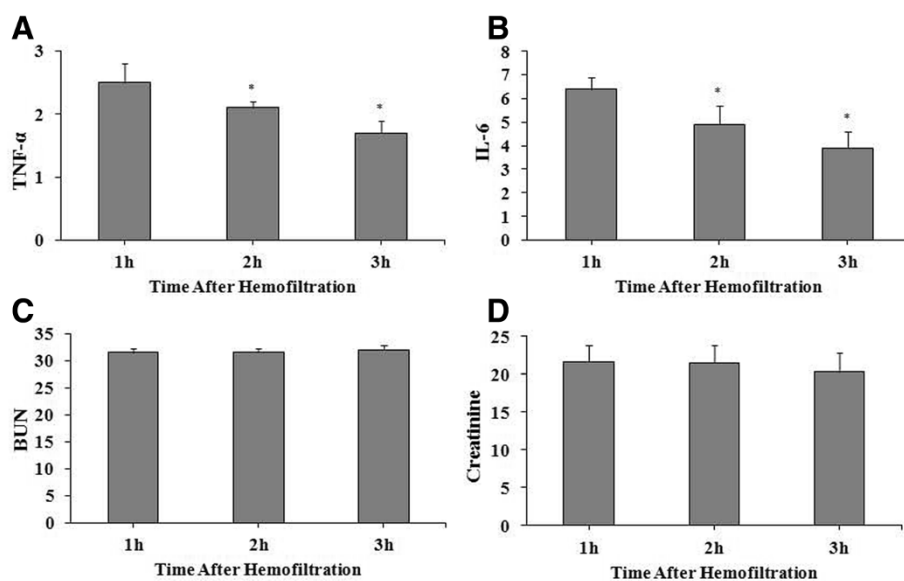 A
TNF-α
3
2
1
0
*
*
1h 2h 3h
Time After Hemofiltration
B
IL-6
8
7
6
5
4
3
2
1
0
*
*
1h 2h 3h
Time After Hemofiltration
C
BUN
35
30
25
20
15
10
5
0
1h 2h 3h
Time After Hemofiltration
D
Creatinine
25
20
15
10
5
0
1h 2h 3h
Time After Hemofiltration